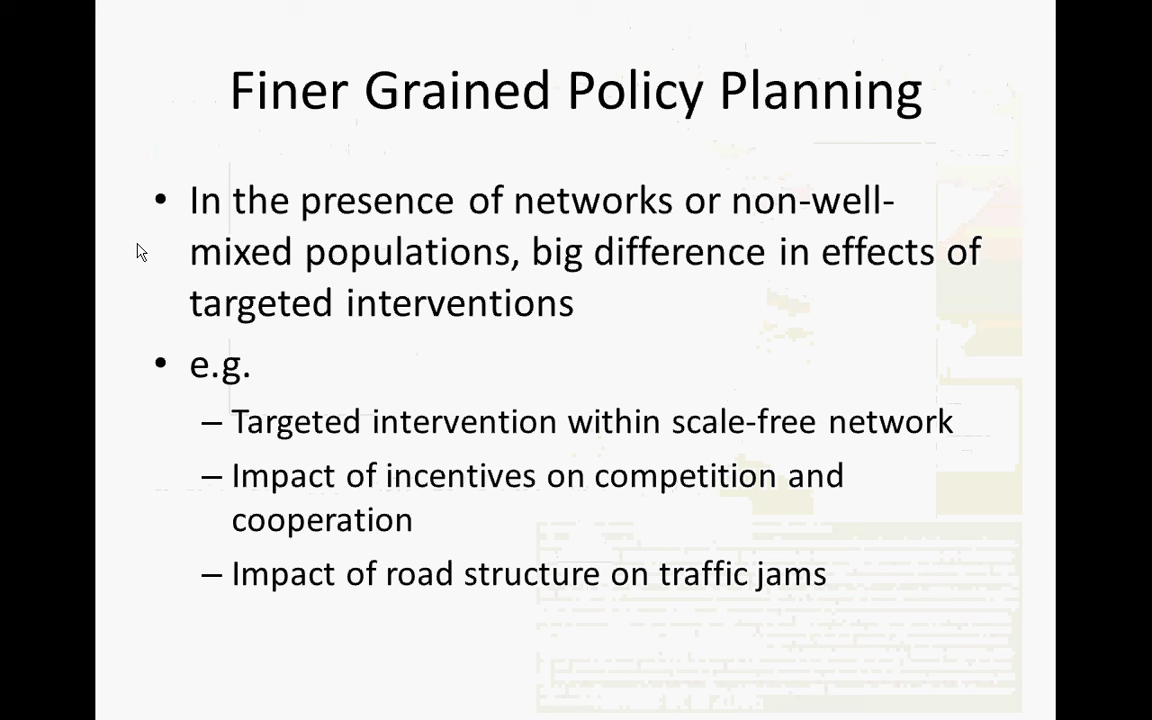 Finer Grained Policy Planning
• In the presence of networks or non-well-
mixed populations, big difference in effects of
targeted interventions
• e.g.
– Targeted intervention within scale-free network
– Impact of incentives on competition and
cooperation
– Impact of road structure on traffic jams